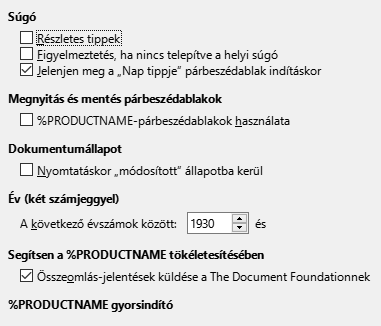 Súgó
Részletes tippek
Figyelmeztetés, ha nincs telepítve a helyi súgó
Jelenjen meg a „Nap tippje” párbeszédablak indításkor
Megnyitás és mentés párbeszédablakok
%PRODUCTNAME-párbeszédablakok használata
Dokumentumállapot
Nyomtatáskor „módosított” állapotba kerül
Év (két számjeggyel)
A következő évszámok között: 1930 és
Segítsen a %PRODUCTNAME tökéletesítésében
Összeomlás-jelentések küldése a The Document Foundationnek
%PRODUCTNAME gyorsindító